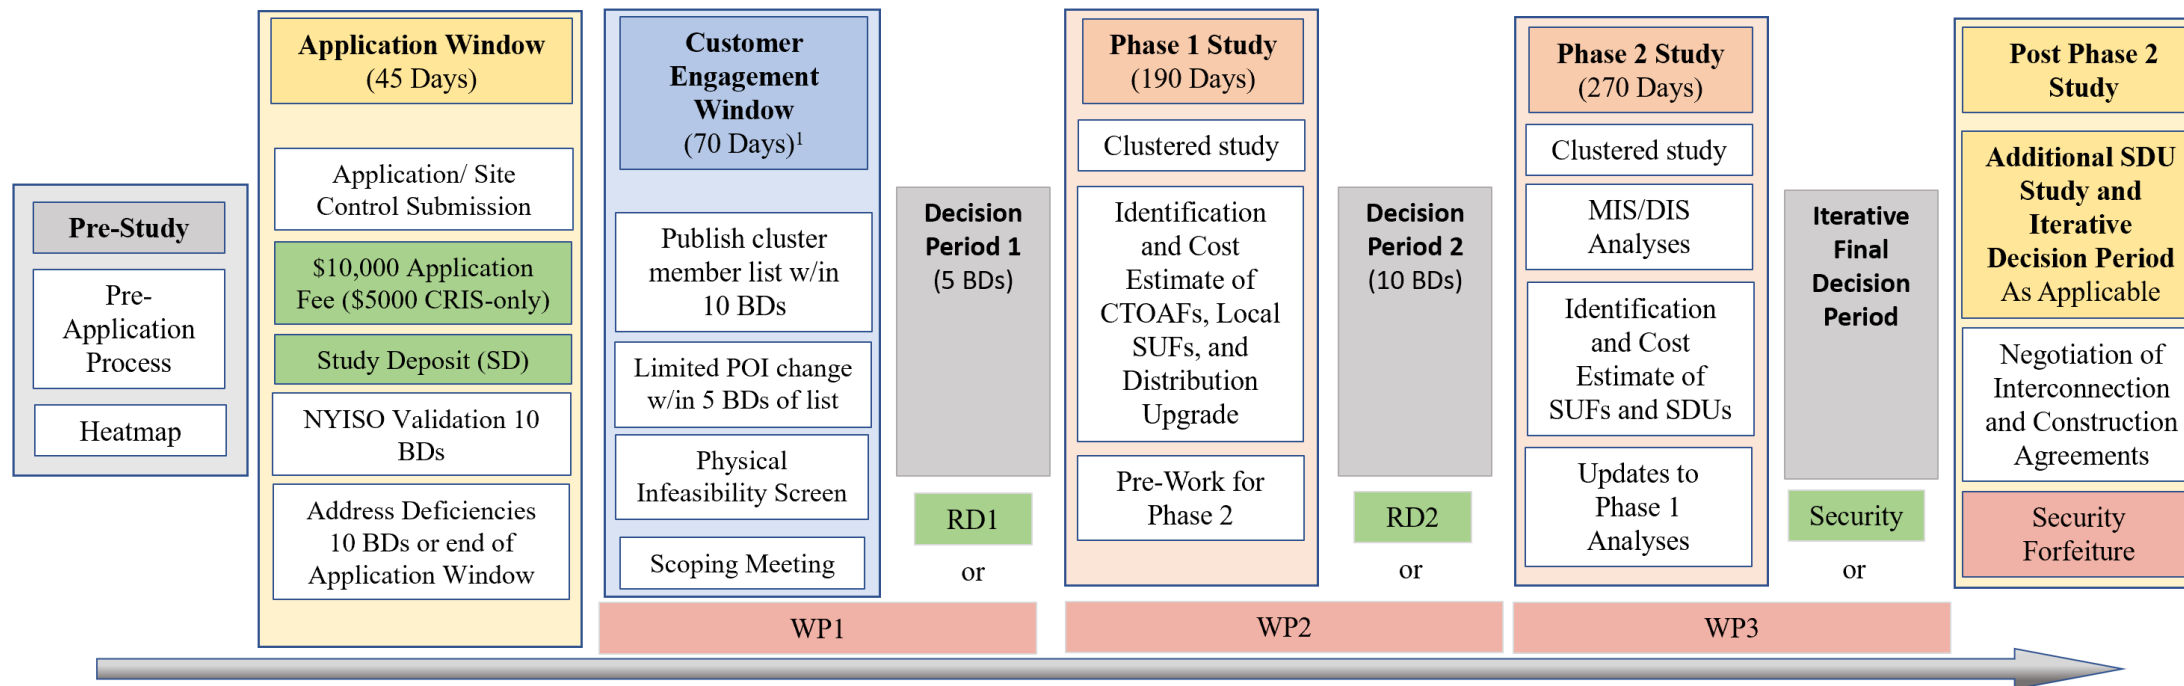 Pre-Study
Pre-
Application
Process
Heatmap
Application Window
(45 Days)
Application/ Site
Control Submission
$10,000 Application
Fee ($5000 CRIS-only)
Study Deposit (SD)
NYISO Validation 10
BDs
Address Deficiencies
10 BDs or end of
Application Window
Customer
Engagement
Window
(70 Days)¹
Publish cluster
member list w/in
10 BDs
Limited POI change
w/in 5 BDs of list
Physical
Infeasibility Screen
Scoping Meeting
Decision
Period 1
(5 BDs)
RD1
or
WP1
Phase 1 Study
(190 Days)
Clustered study
Identification
and Cost
Estimate of
CTOAFs, Local
SUFs, and
Distribution
Upgrade
Pre-Work for
Phase 2
Decision
Period 2
(10 BDs)
RD2
or
WP2
Phase 2 Study
(270 Days)
Clustered study
MIS/DIS
Analyses
Identification
and Cost
Estimate of
SUFs and SDUs
Updates to
Phase 1
Analyses
Iterative
Final
Decision
Period
Security
or
WP3
Post Phase 2
Study
Additional SDU
Study and
Iterative
Decision Period
As Applicable
Negotiation of
Interconnection
and Construction
Agreements
Security
Forfeiture